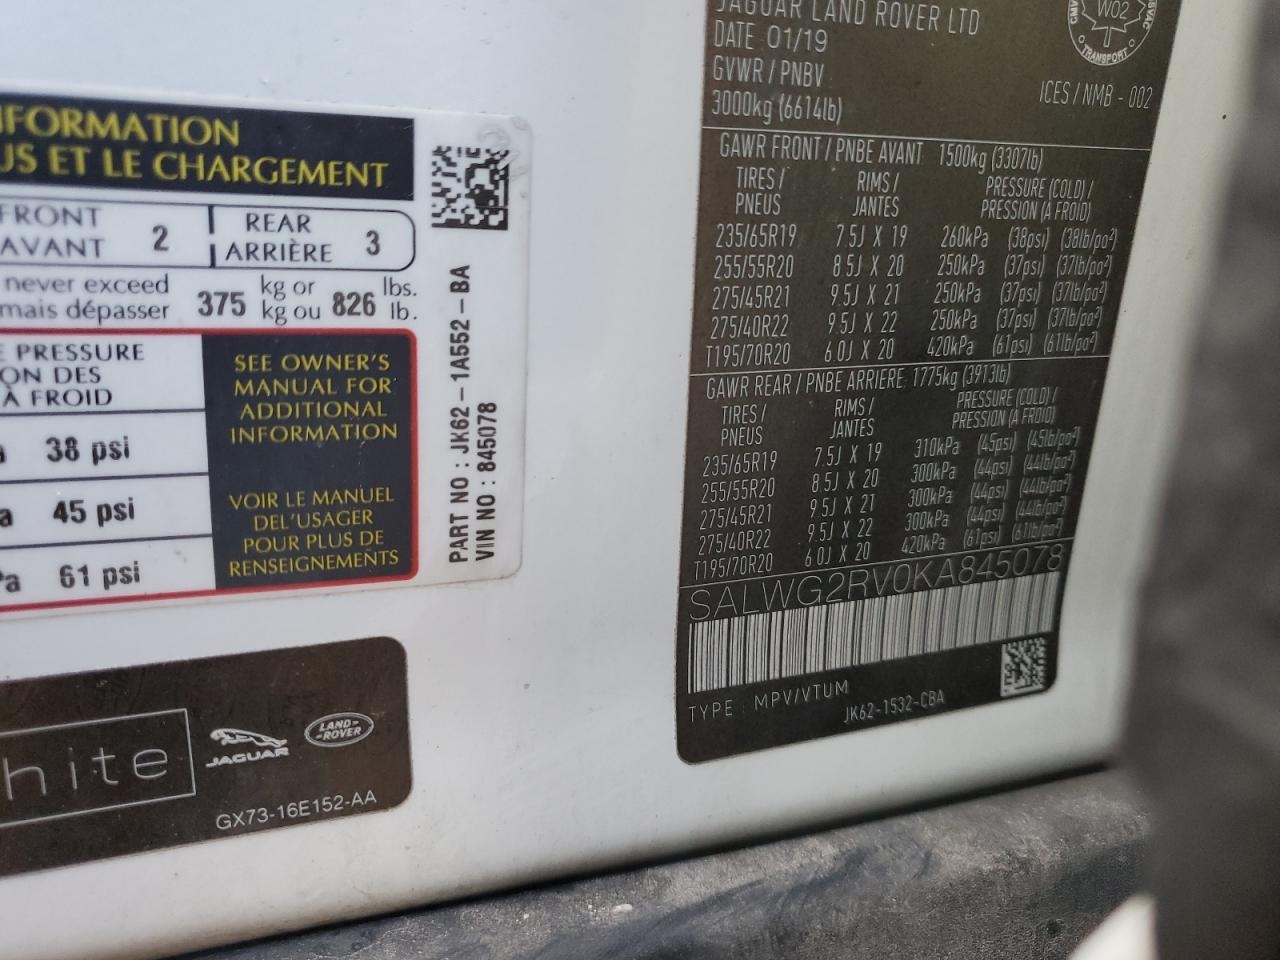 IFORMATION
US ET LE CHARGEMENT
FRONT
AVANT 2
REAR
ARRIÈRE 3
never exceed
mais dépasser 375 kg or
kg ou 826 lbs.
lb.
PRESSURE
ON DES
À FROID
38 psi
a 45 psi
Pa 61 psi
SEE OWNER'S
MANUAL FOR
ADDITIONAL
INFORMATION
VOIR LE MANUEL
DEL'USAGER
POUR PLUS DE
RENSEIGNEMENTS
PART NO : JK62-1A552-BA
VIN NO : 845078
hite
JAGUAR
LAND-
-ROVER
GX73-16E152-AA
JAGUAR LAND ROVER LTD
DATE 01/19
GVWR / PNBV
3000kg (6614lb)
W02
TRANSPORT
ICES / NMB - 002
GAWR FRONT / PNBE AVANT 1500kg (3307lb)
TIRES / RIMS / PRESSURE (COLD) /
PNEUS JANTES PRESSION (A FROID)
235/65R19 7.5J X 19 260kPa (38psi) (38lb/po²)
255/55R20 8.5J X 20 250kPa (37psi) (37lb/po²)
275/45R21 9.5J X 21 250kPa (37psi) (37lb/po²)
275/40R22 9.5J X 22 250kPa (37psi) (37lb/po²)
T195/70R20 6.0J X 20 420kPa (61psi) (61lb/po²)
GAWR REAR / PNBE ARRIERE 1775kg (3913lb)
TIRES / RIMS / PRESSURE (COLD) /
PNEUS JANTES PRESSION (A FROID)
235/65R19 7.5J X 19 310kPa (45psi) (45lb/po²)
255/55R20 8.5J X 20 300kPa (44psi) (44lb/po²)
275/45R21 9.5J X 21 300kPa (44psi) (44lb/po²)
275/40R22 9.5J X 22 300kPa (44psi) (44lb/po²)
T195/70R20 6.0J X 20 420kPa (61psi) (61lb/po²)
SALWG2RV0KA845078
TYPE : MPV/VTUM
JK62-1532-CBA